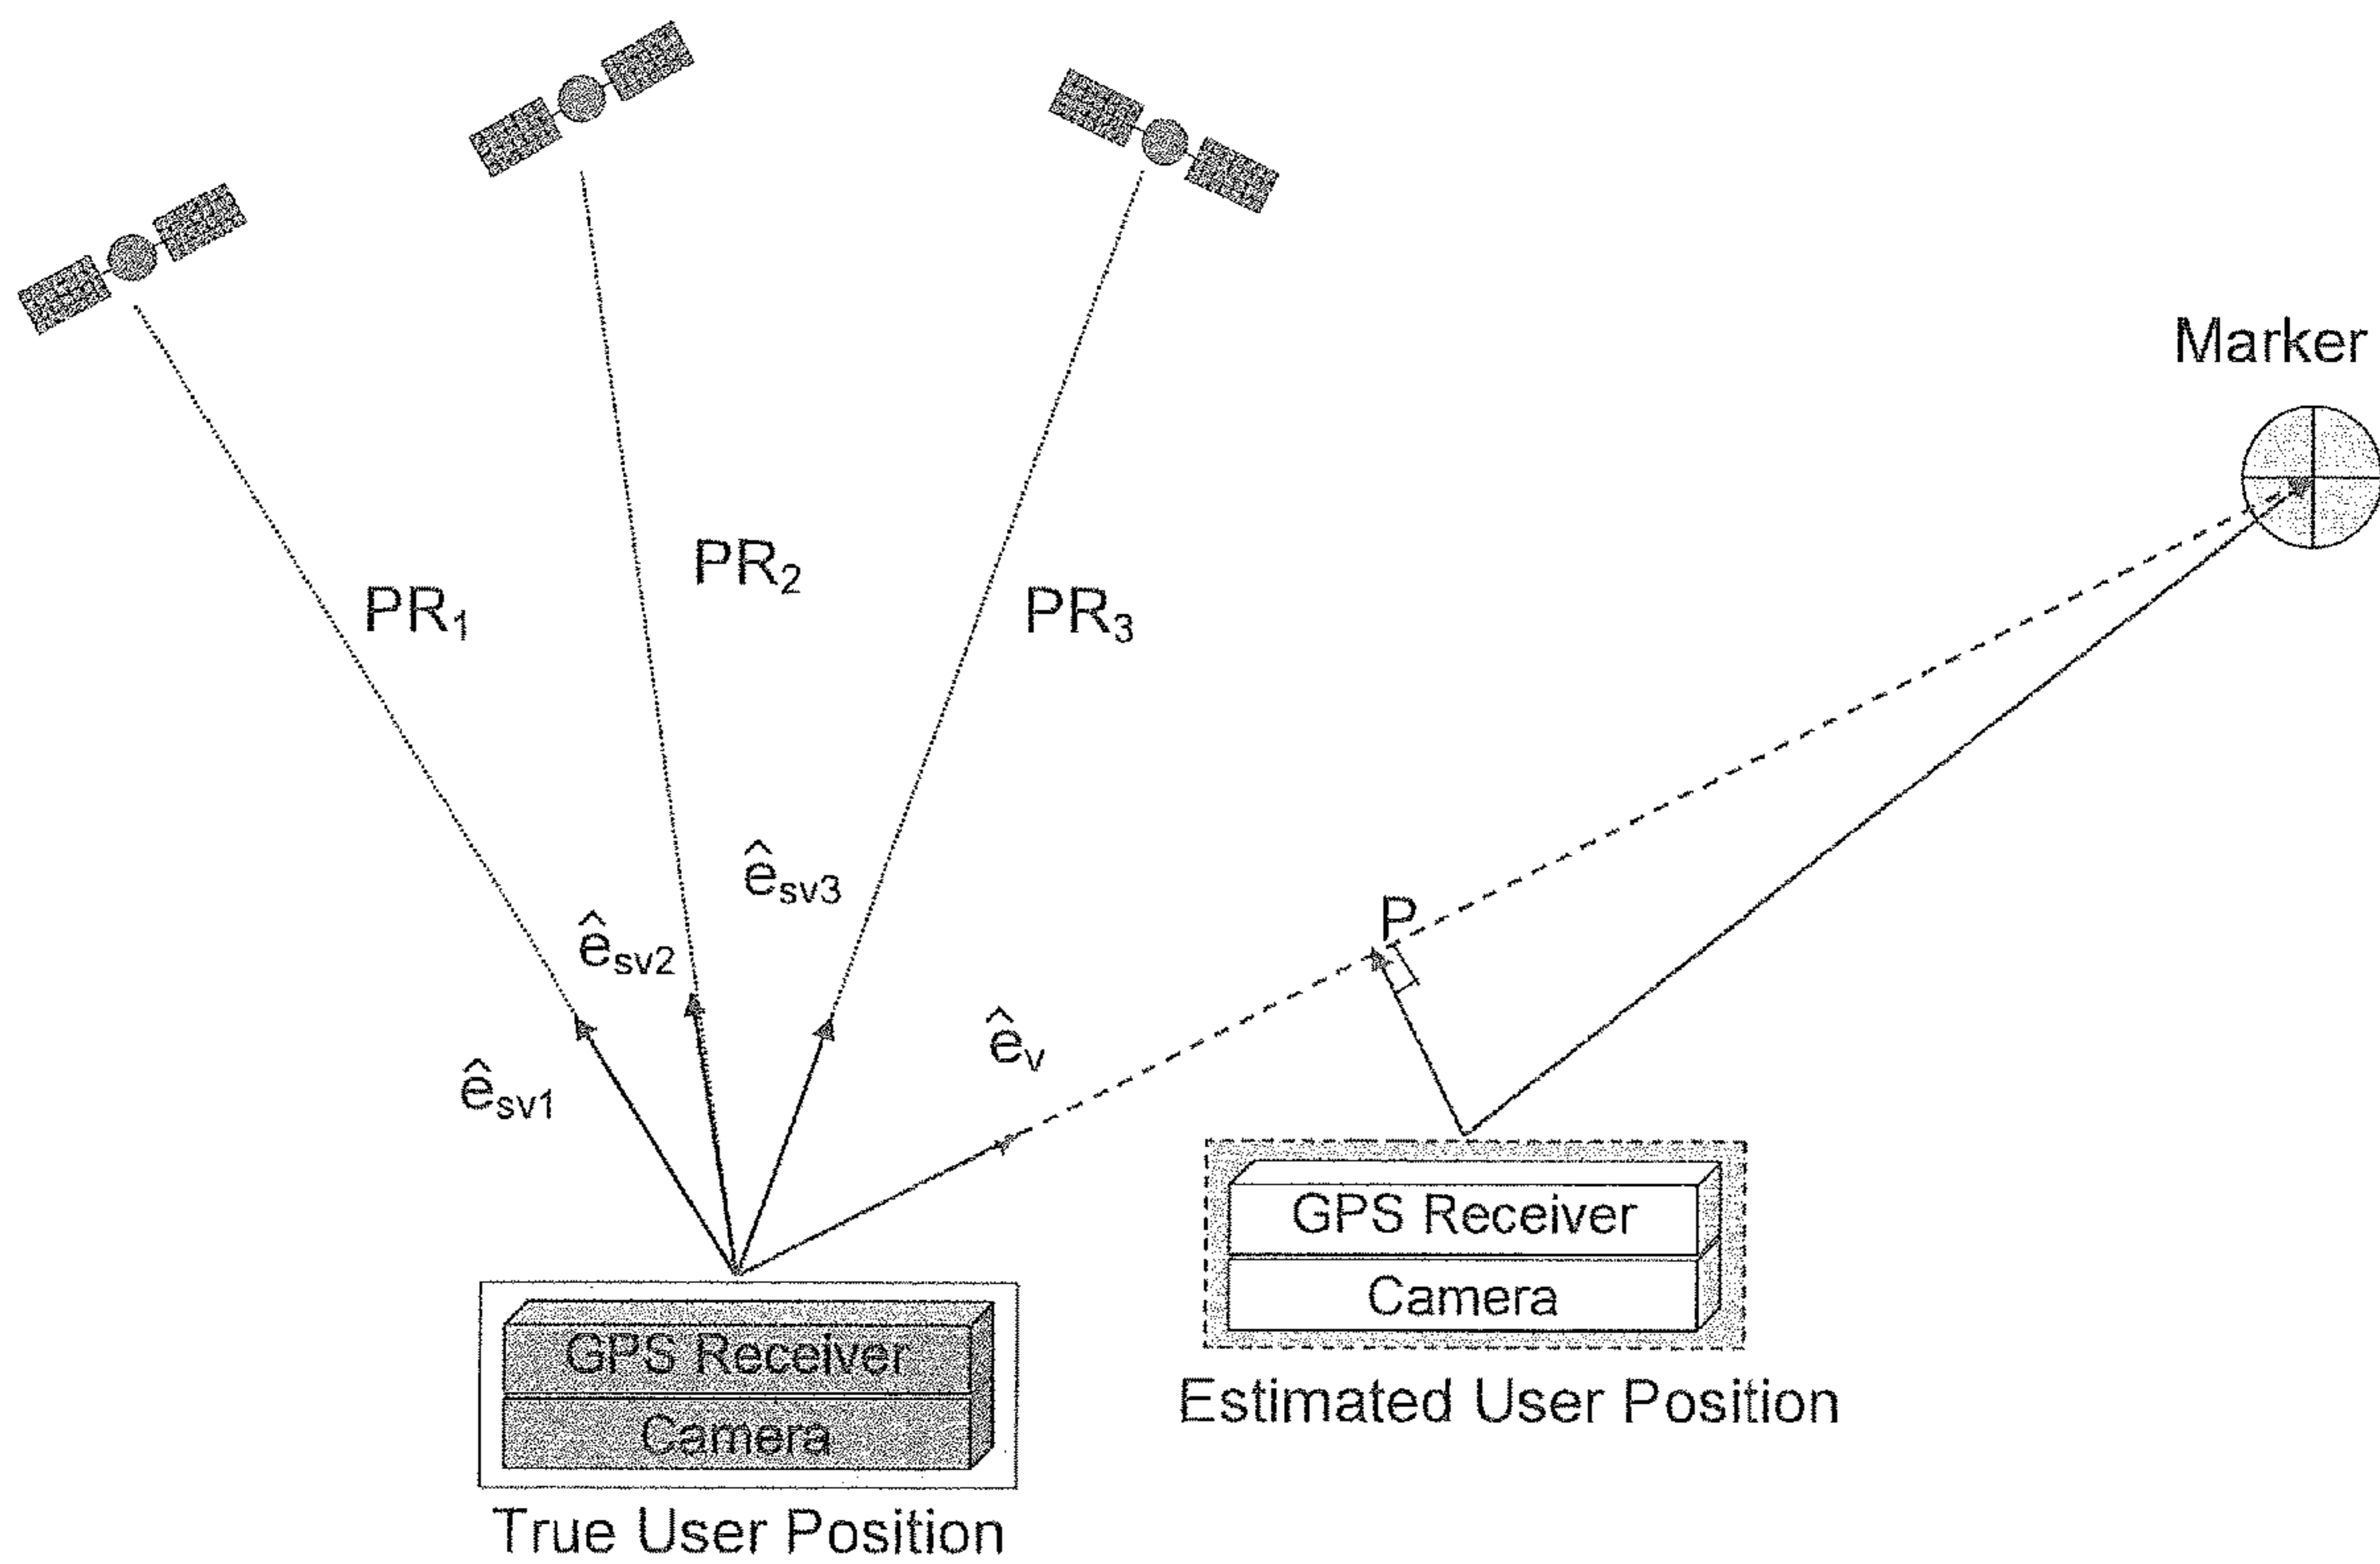 Marker
PR₁
PR₂
PR₃
ê_sv1
ê_sv2
ê_sv3
ê_v
P
GPS Receiver
Camera
Estimated User Position
GPS Receiver
Camera
True User Position